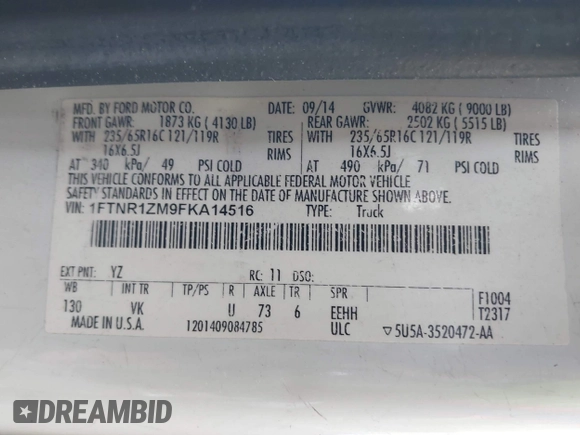 MFD. BY FORD MOTOR CO. DATE: 09/14 GVWR: 4082 KG ( 9000 LB)
FRONT GAWR: 1873 KG ( 4130 LB) REAR GAWR: 2502 KG ( 5515 LB)
WITH 235/65R16C 121/119R TIRES WITH 235/65R16C 121/119R TIRES
16X6.5J RIMS 16X6.5J RIMS
AT 340 kPa/ 49 PSI COLD AT 490 kPa/ 71 PSI COLD
THIS VEHICLE CONFORMS TO ALL APPLICABLE FEDERAL MOTOR VEHICLE
SAFETY STANDARDS IN EFFECT ON THE DATE OF MANUFACTURE SHOWN ABOVE.
VIN: 1FTNR1ZM9FKA14516 TYPE: Truck
EXT PNT: YZ RC: 11 DSO:
WB INT TR TP/PS R AXLE TR SPR F1004
130 VK U 73 6 EEHH T2317
MADE IN U.S.A. 1201409084785 ULC ▽5U5A-3520472-AA
DREAMBID